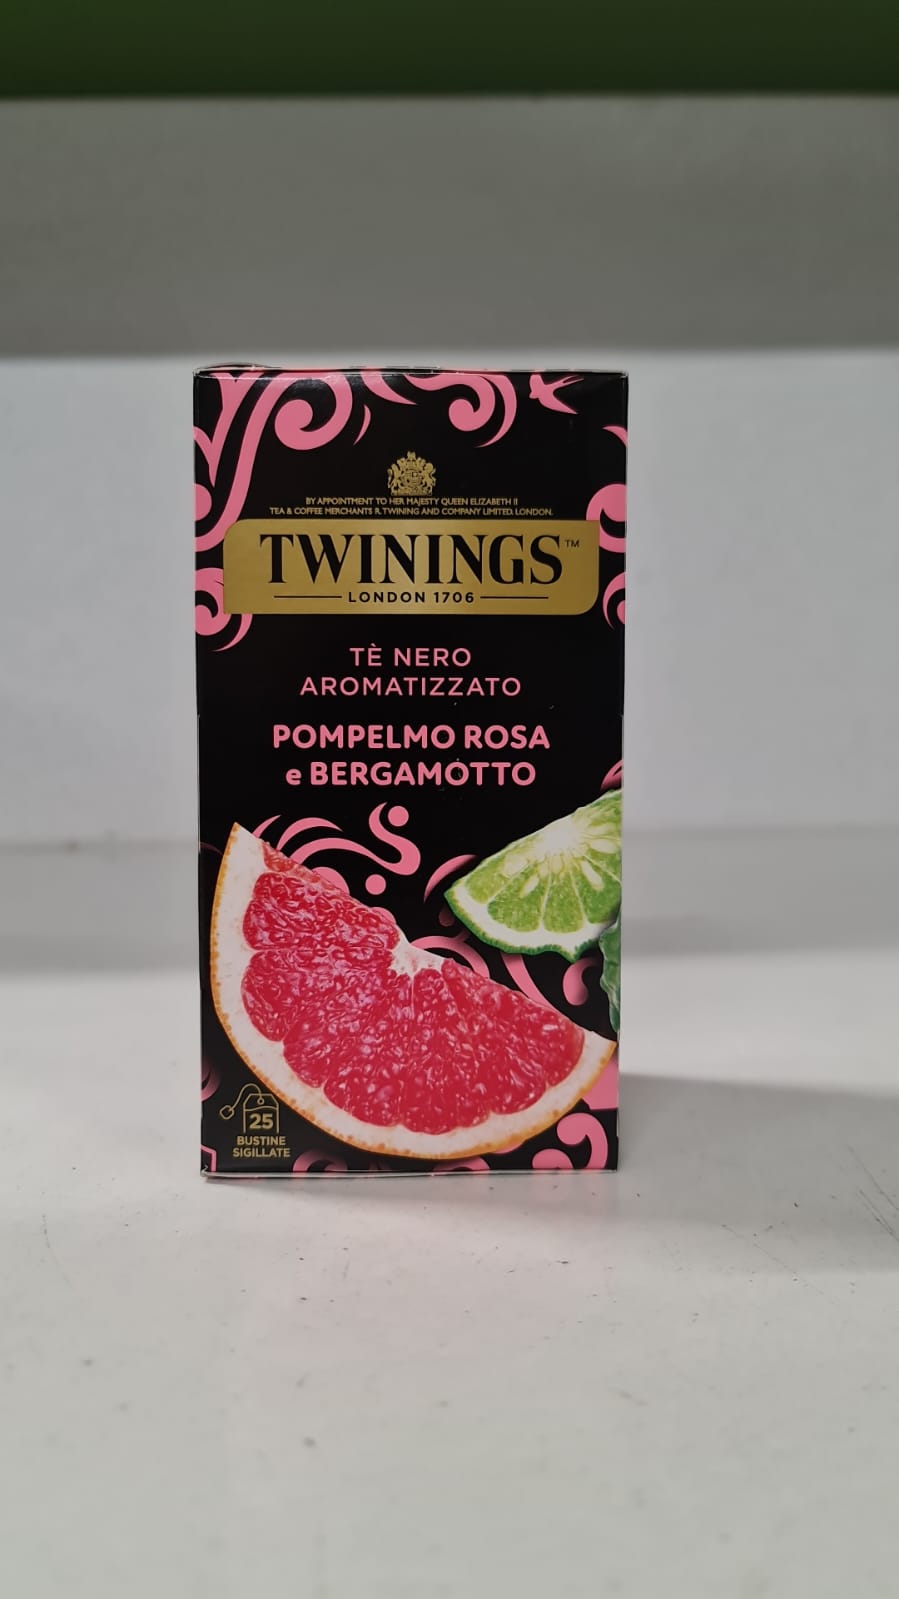 BY APPOINTMENT TO HER MAJESTY QUEEN ELIZABETH II
TEA & COFFEE MERCHANTS R. TWINING AND COMPANY LIMITED. LONDON.
TWININGS™
LONDON 1706
TÈ NERO
AROMATIZZATO
POMPELMO ROSA
e BERGAMOTTO
25
BUSTINE
SIGILLATE